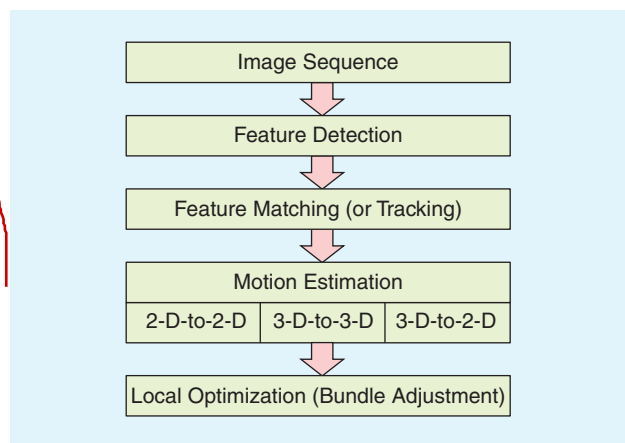 Image Sequence
Feature Detection
Feature Matching (or Tracking)
Motion Estimation
2-D-to-2-D 3-D-to-3-D 3-D-to-2-D
Local Optimization (Bundle Adjustment)